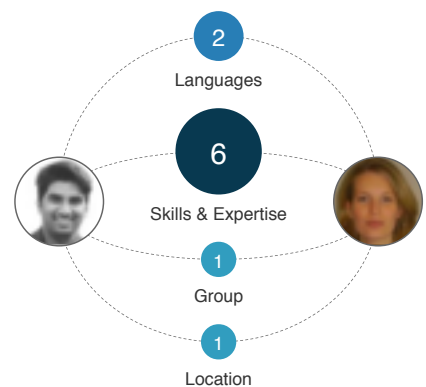 2
Languages
6
Skills & Expertise
1
Group
1
Location